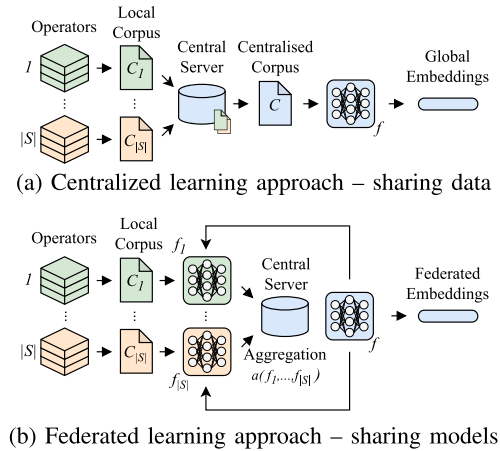 Operators Local Corpus Central Server Centralised Corpus Global Embeddings
1 C1 C f
⋮ ⋮
|S| C|S|
(a) Centralized learning approach – sharing data
Operators Local Corpus f1 Central Server Federated Embeddings
1 C1
⋮ ⋮ ⋮ f
|S| C|S| f|S| Aggregation
a(f1,...,f|S|)
(b) Federated learning approach – sharing models